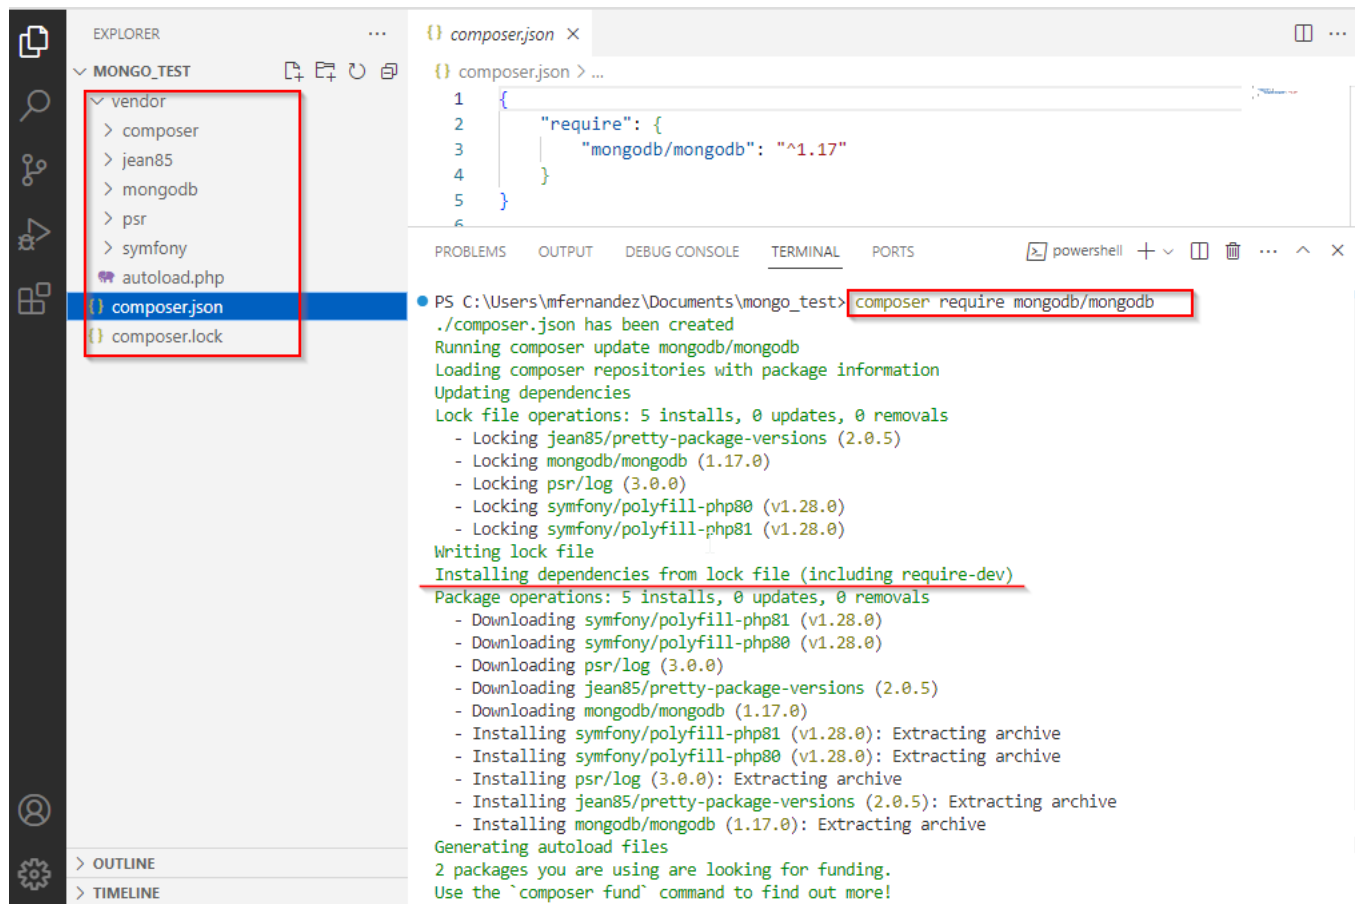 EXPLORER
MONGO_TEST
vendor
composer
jean85
mongodb
psr
symfony
autoload.php
{} composer.json
{} composer.lock
OUTLINE
TIMELINE
{} composer.json ×
{} composer.json > ...
1 {
2 "require": {
3 "mongodb/mongodb": "^1.17"
4 }
5 }
6
PROBLEMS OUTPUT DEBUG CONSOLE TERMINAL PORTS powershell
PS C:\Users\mfernandez\Documents\mongo_test> composer require mongodb/mongodb
./composer.json has been created
Running composer update mongodb/mongodb
Loading composer repositories with package information
Updating dependencies
Lock file operations: 5 installs, 0 updates, 0 removals
- Locking jean85/pretty-package-versions (2.0.5)
- Locking mongodb/mongodb (1.17.0)
- Locking psr/log (3.0.0)
- Locking symfony/polyfill-php80 (v1.28.0)
- Locking symfony/polyfill-php81 (v1.28.0)
Writing lock file
Installing dependencies from lock file (including require-dev)
Package operations: 5 installs, 0 updates, 0 removals
- Downloading symfony/polyfill-php81 (v1.28.0)
- Downloading symfony/polyfill-php80 (v1.28.0)
- Downloading psr/log (3.0.0)
- Downloading jean85/pretty-package-versions (2.0.5)
- Downloading mongodb/mongodb (1.17.0)
- Installing symfony/polyfill-php81 (v1.28.0): Extracting archive
- Installing symfony/polyfill-php80 (v1.28.0): Extracting archive
- Installing psr/log (3.0.0): Extracting archive
- Installing jean85/pretty-package-versions (2.0.5): Extracting archive
- Installing mongodb/mongodb (1.17.0): Extracting archive
Generating autoload files
2 packages you are using are looking for funding.
Use the `composer fund` command to find out more!